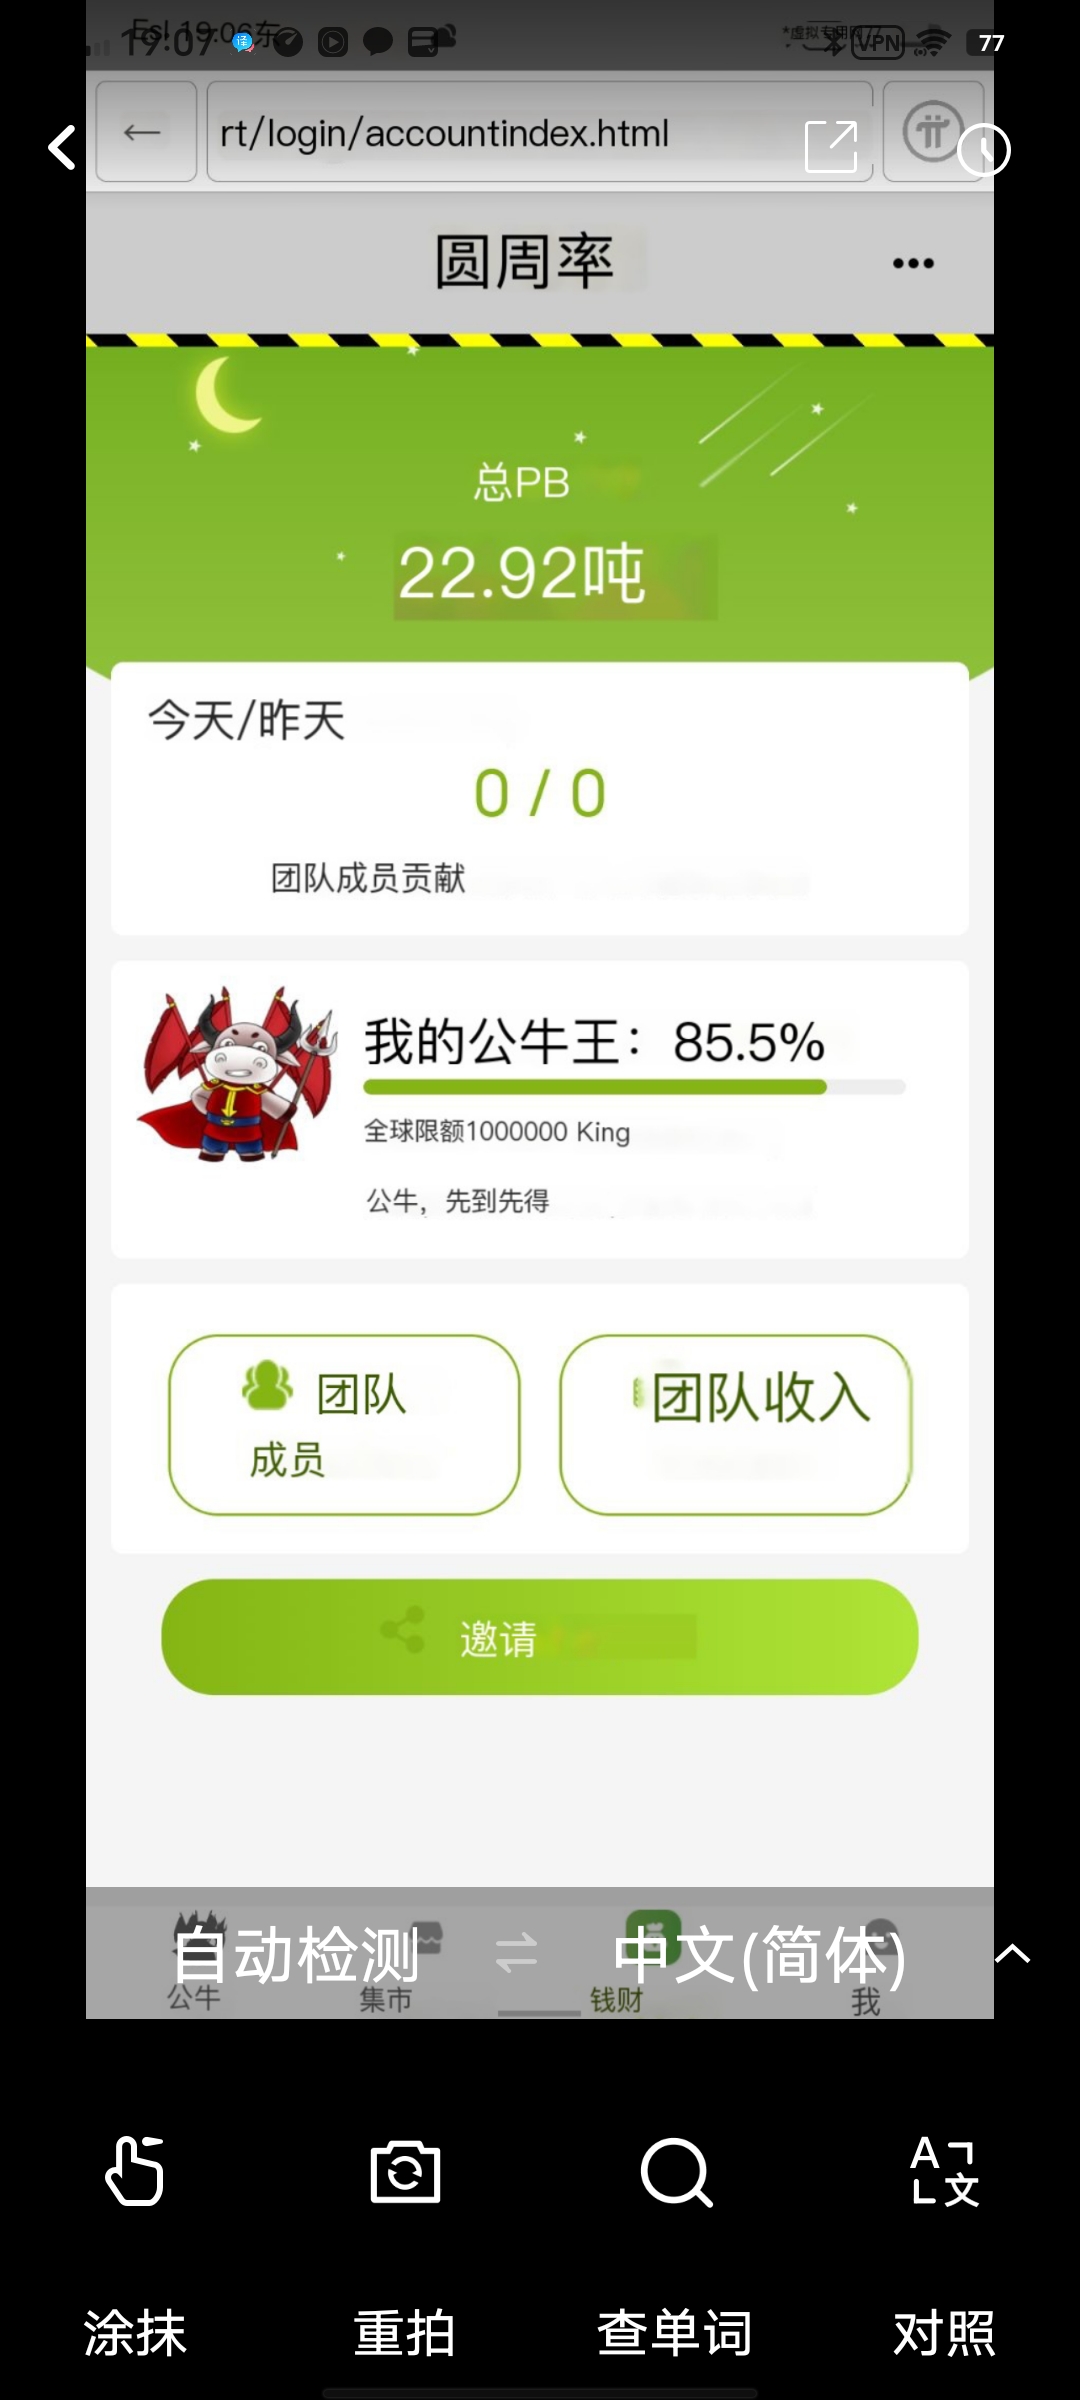 19:07
译
VPN
77
rt/login/accountindex.html
圆周率
总PB
22.92吨
今天/昨天
0 / 0
团队成员贡献
我的公牛王：85.5%
全球限额1000000 King
公牛，先到先得
团队
成员
团队收入
邀请
自动检测
中文(简体)
公牛
集市
钱财
我
A
文
涂抹
重拍
查单词
对照